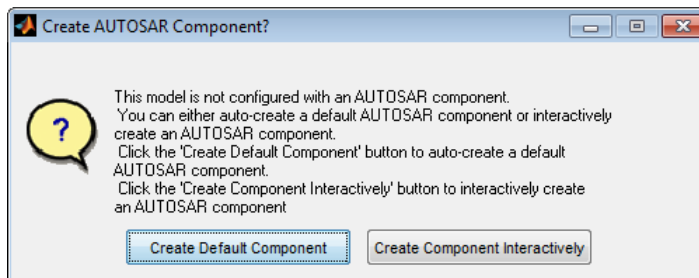 Create AUTOSAR Component?
This model is not configured with an AUTOSAR component.
You can either auto-create a default AUTOSAR component or interactively
create an AUTOSAR component.
Click the 'Create Default Component' button to auto-create a default
AUTOSAR component.
Click the 'Create Component Interactively' button to interactively create
an AUTOSAR component
Create Default Component
Create Component Interactively